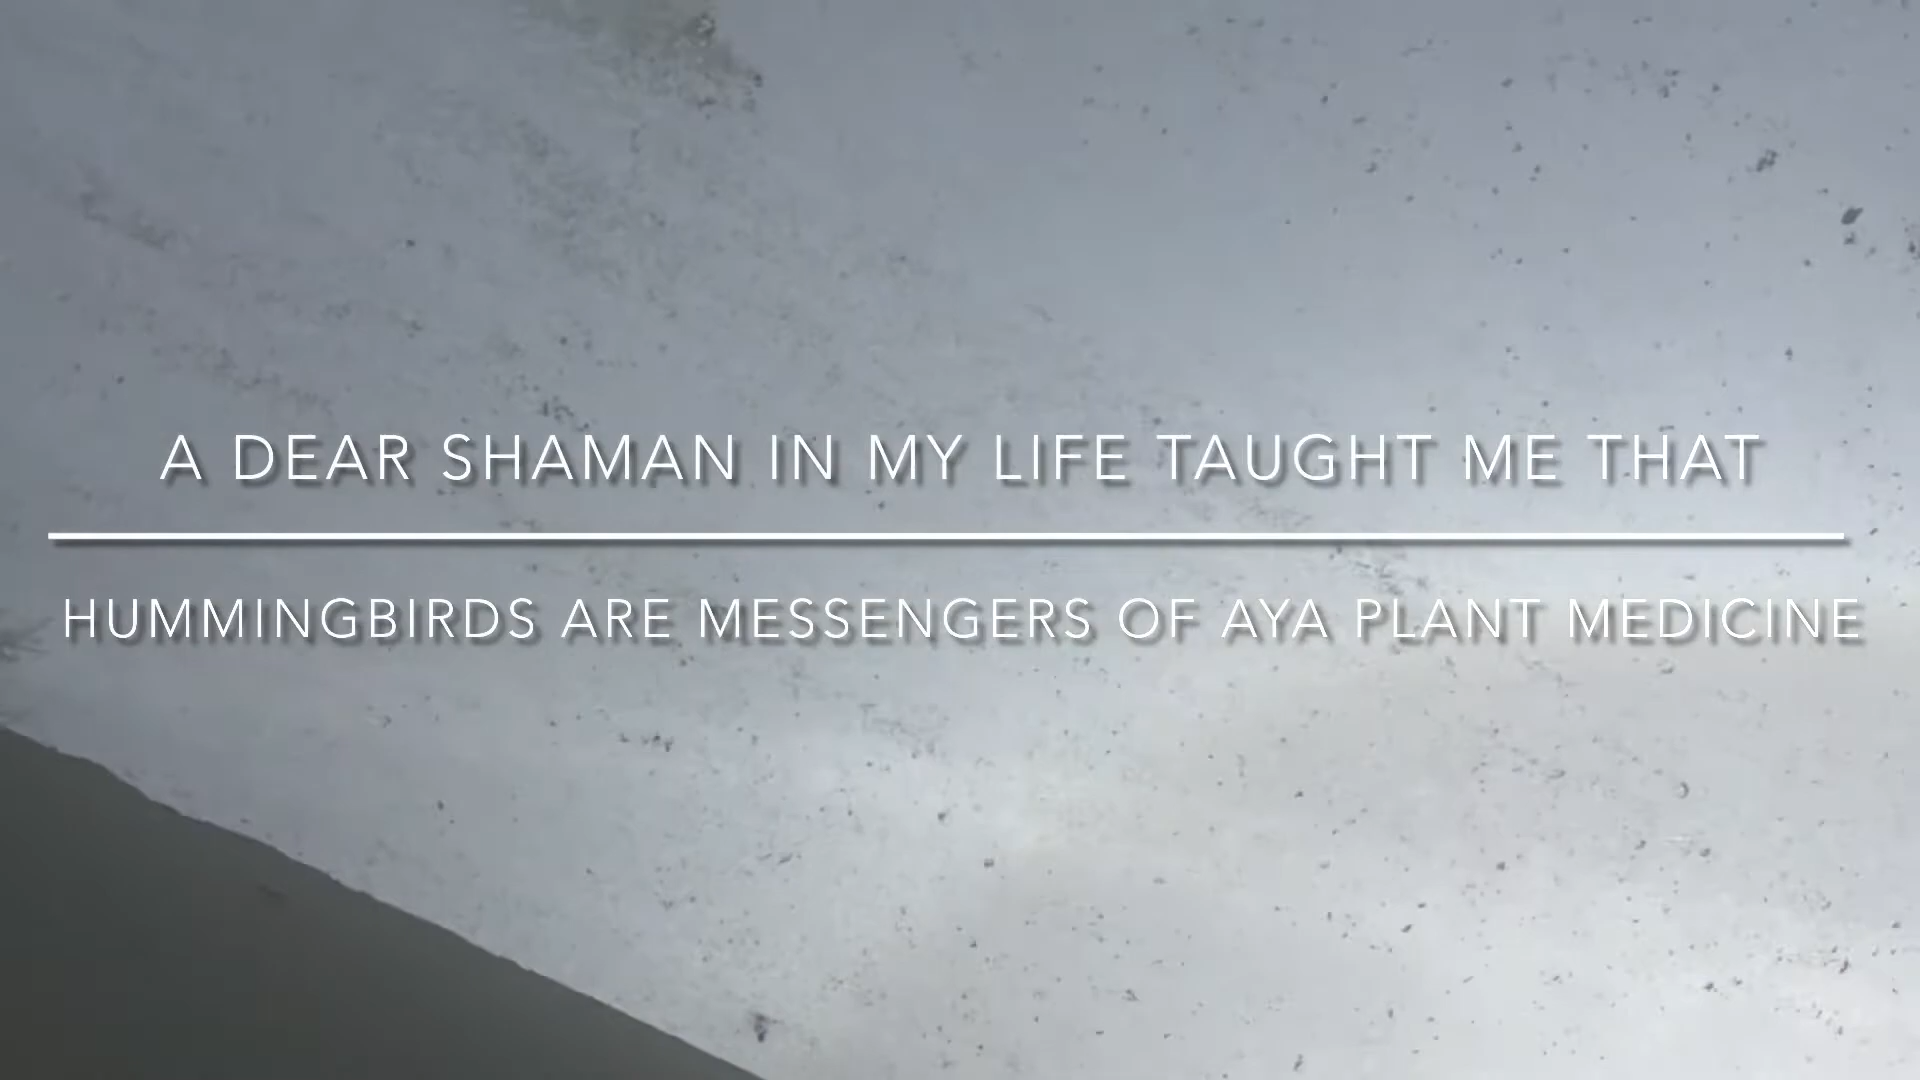 A DEAR SHAMAN IN MY LIFE TAUGHT ME THAT
HUMMINGBIRDS ARE MESSENGERS OF AYA PLANT MEDICINE